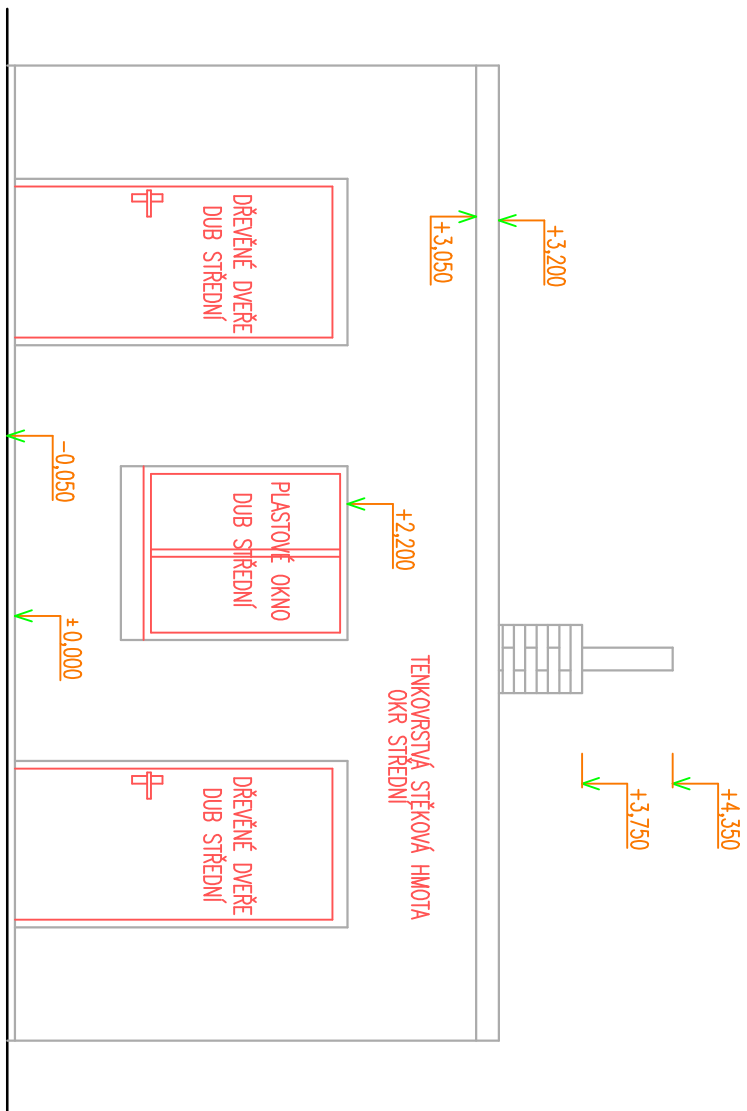 +4,350
+3,750
+3,200
+3,050
TENKOVRSTVÁ STĚKOVÁ HMOTA
OKR STŘEDNÍ
+2,200
DŘEVĚNÉ DVEŘE
DUB STŘEDNÍ
PLASTOVÉ OKNO
DUB STŘEDNÍ
DŘEVĚNÉ DVEŘE
DUB STŘEDNÍ
-0,050
±0,000